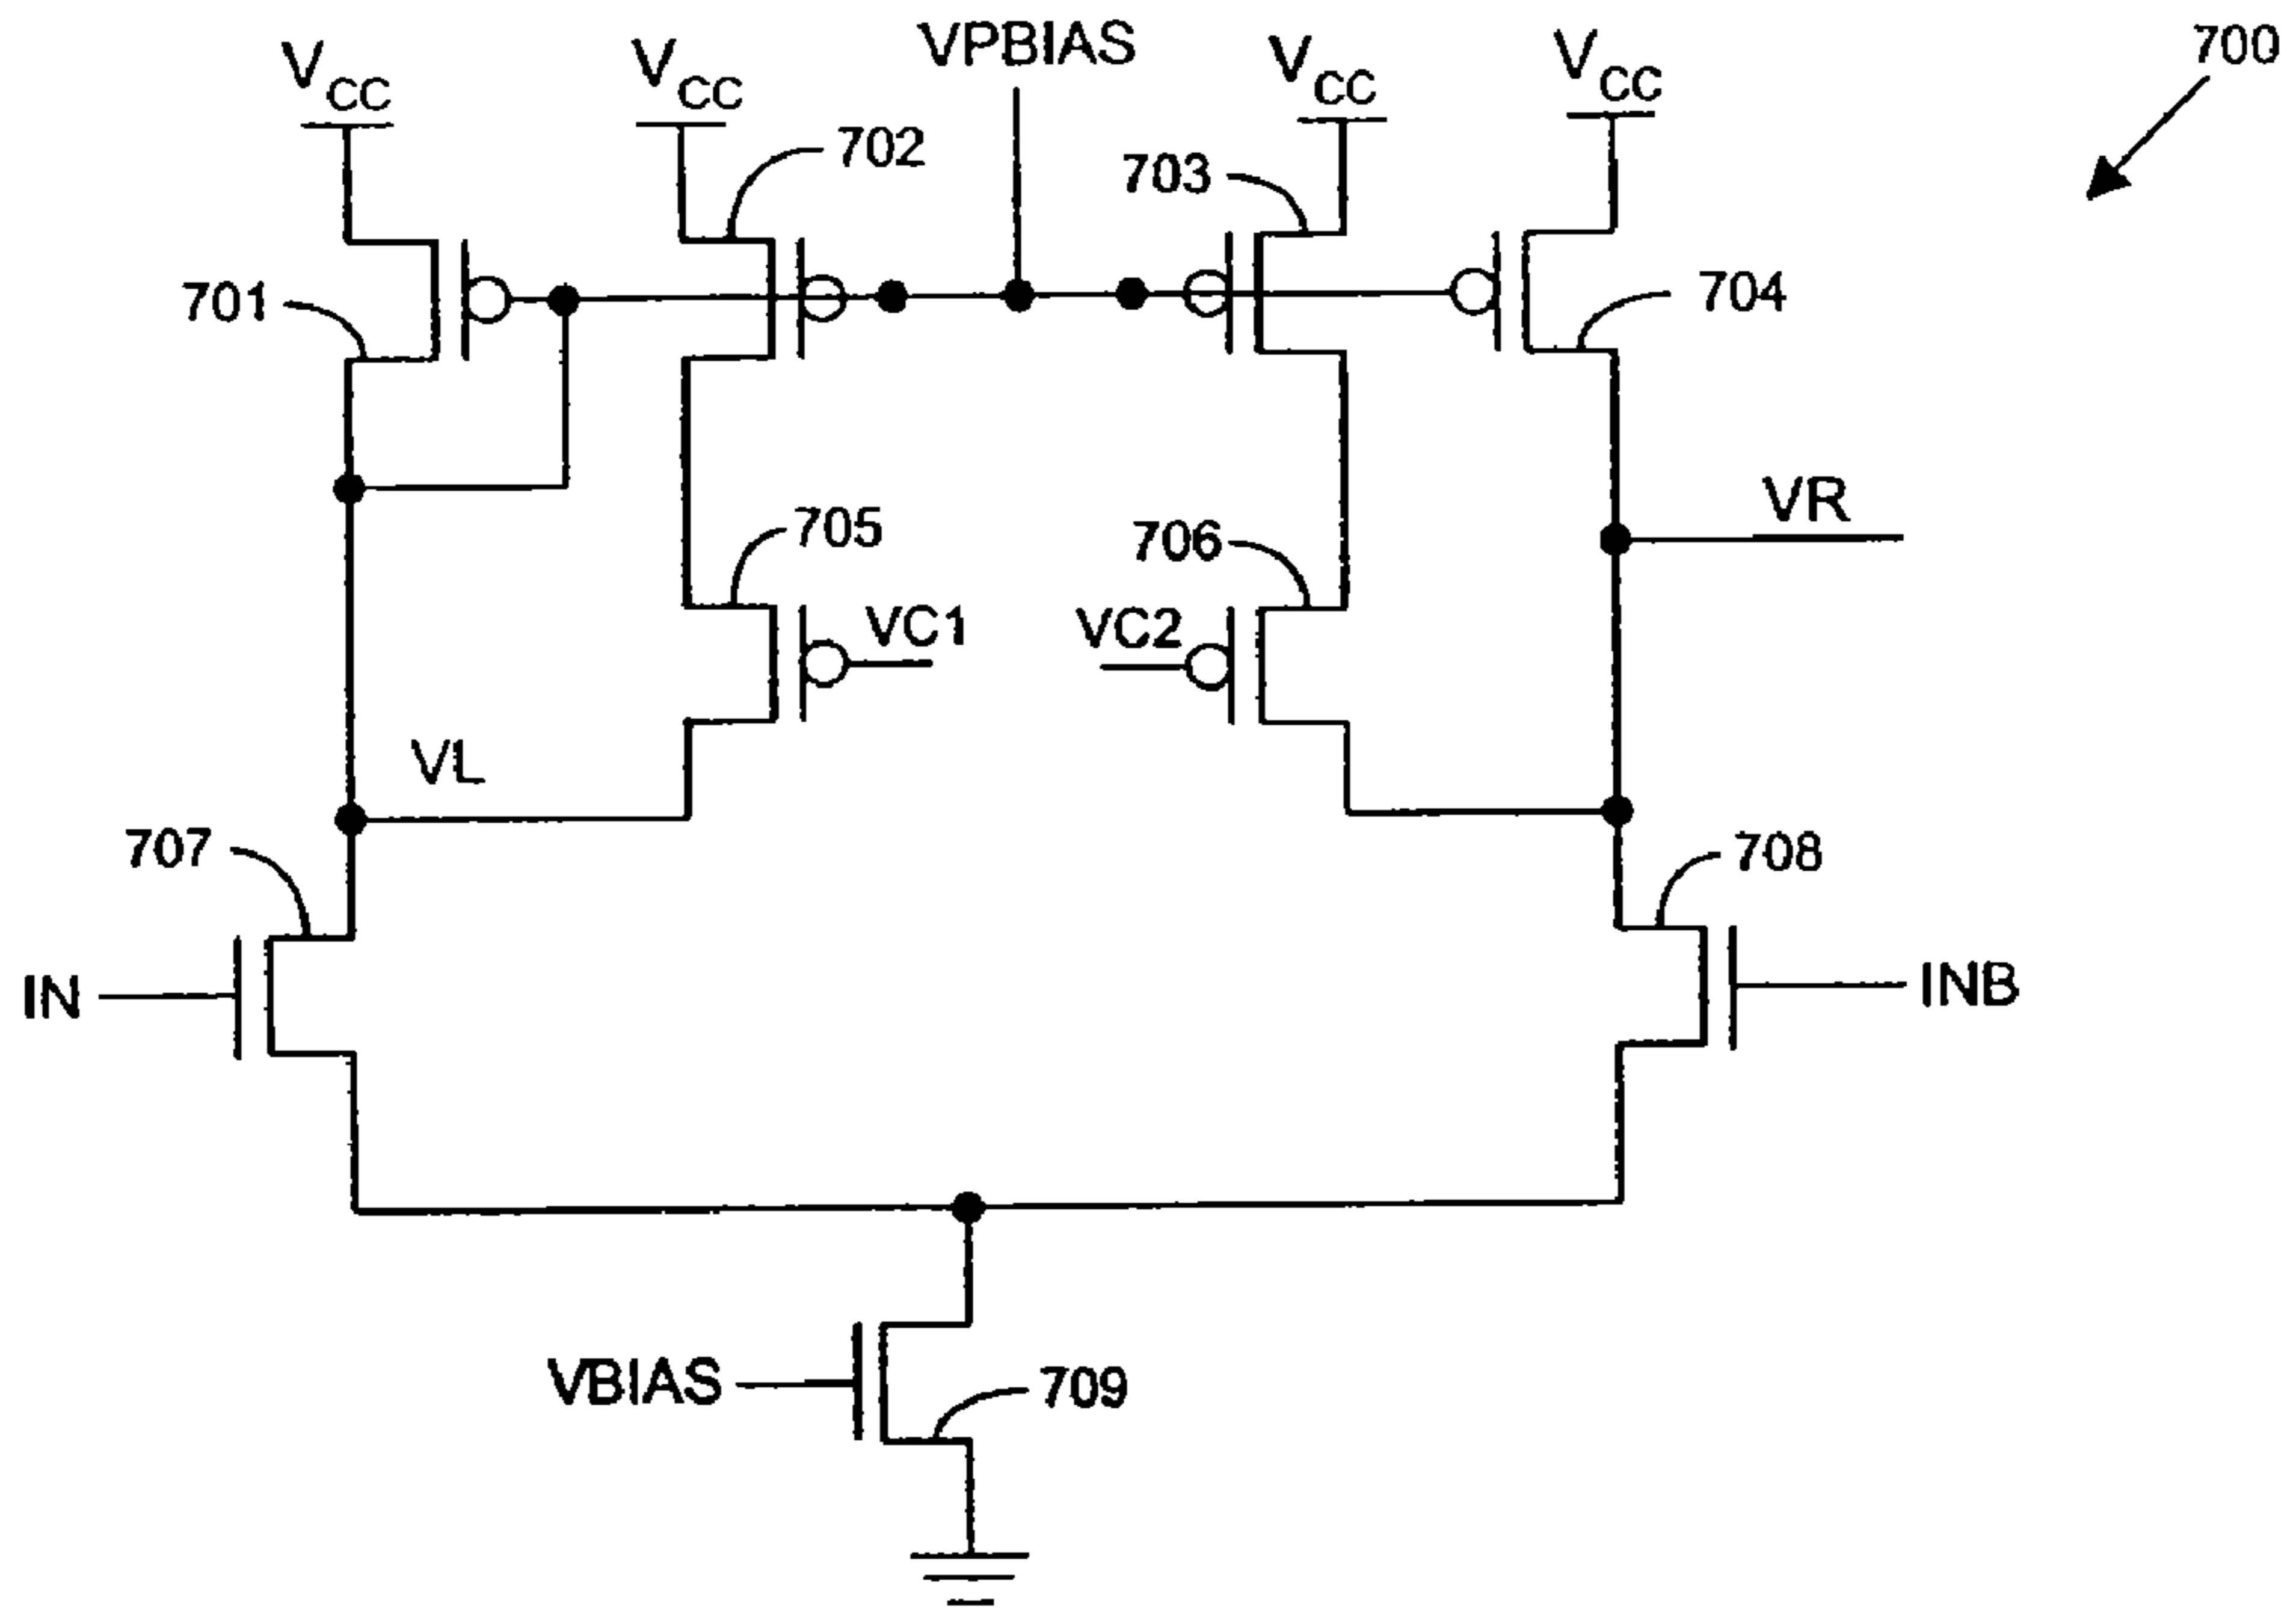 700
VPBIAS
VCC
VCC
VCC
VCC
702
703
701
704
VR
705
706
VC1
VC2
VL
707
708
IN
INB
VBIAS
709